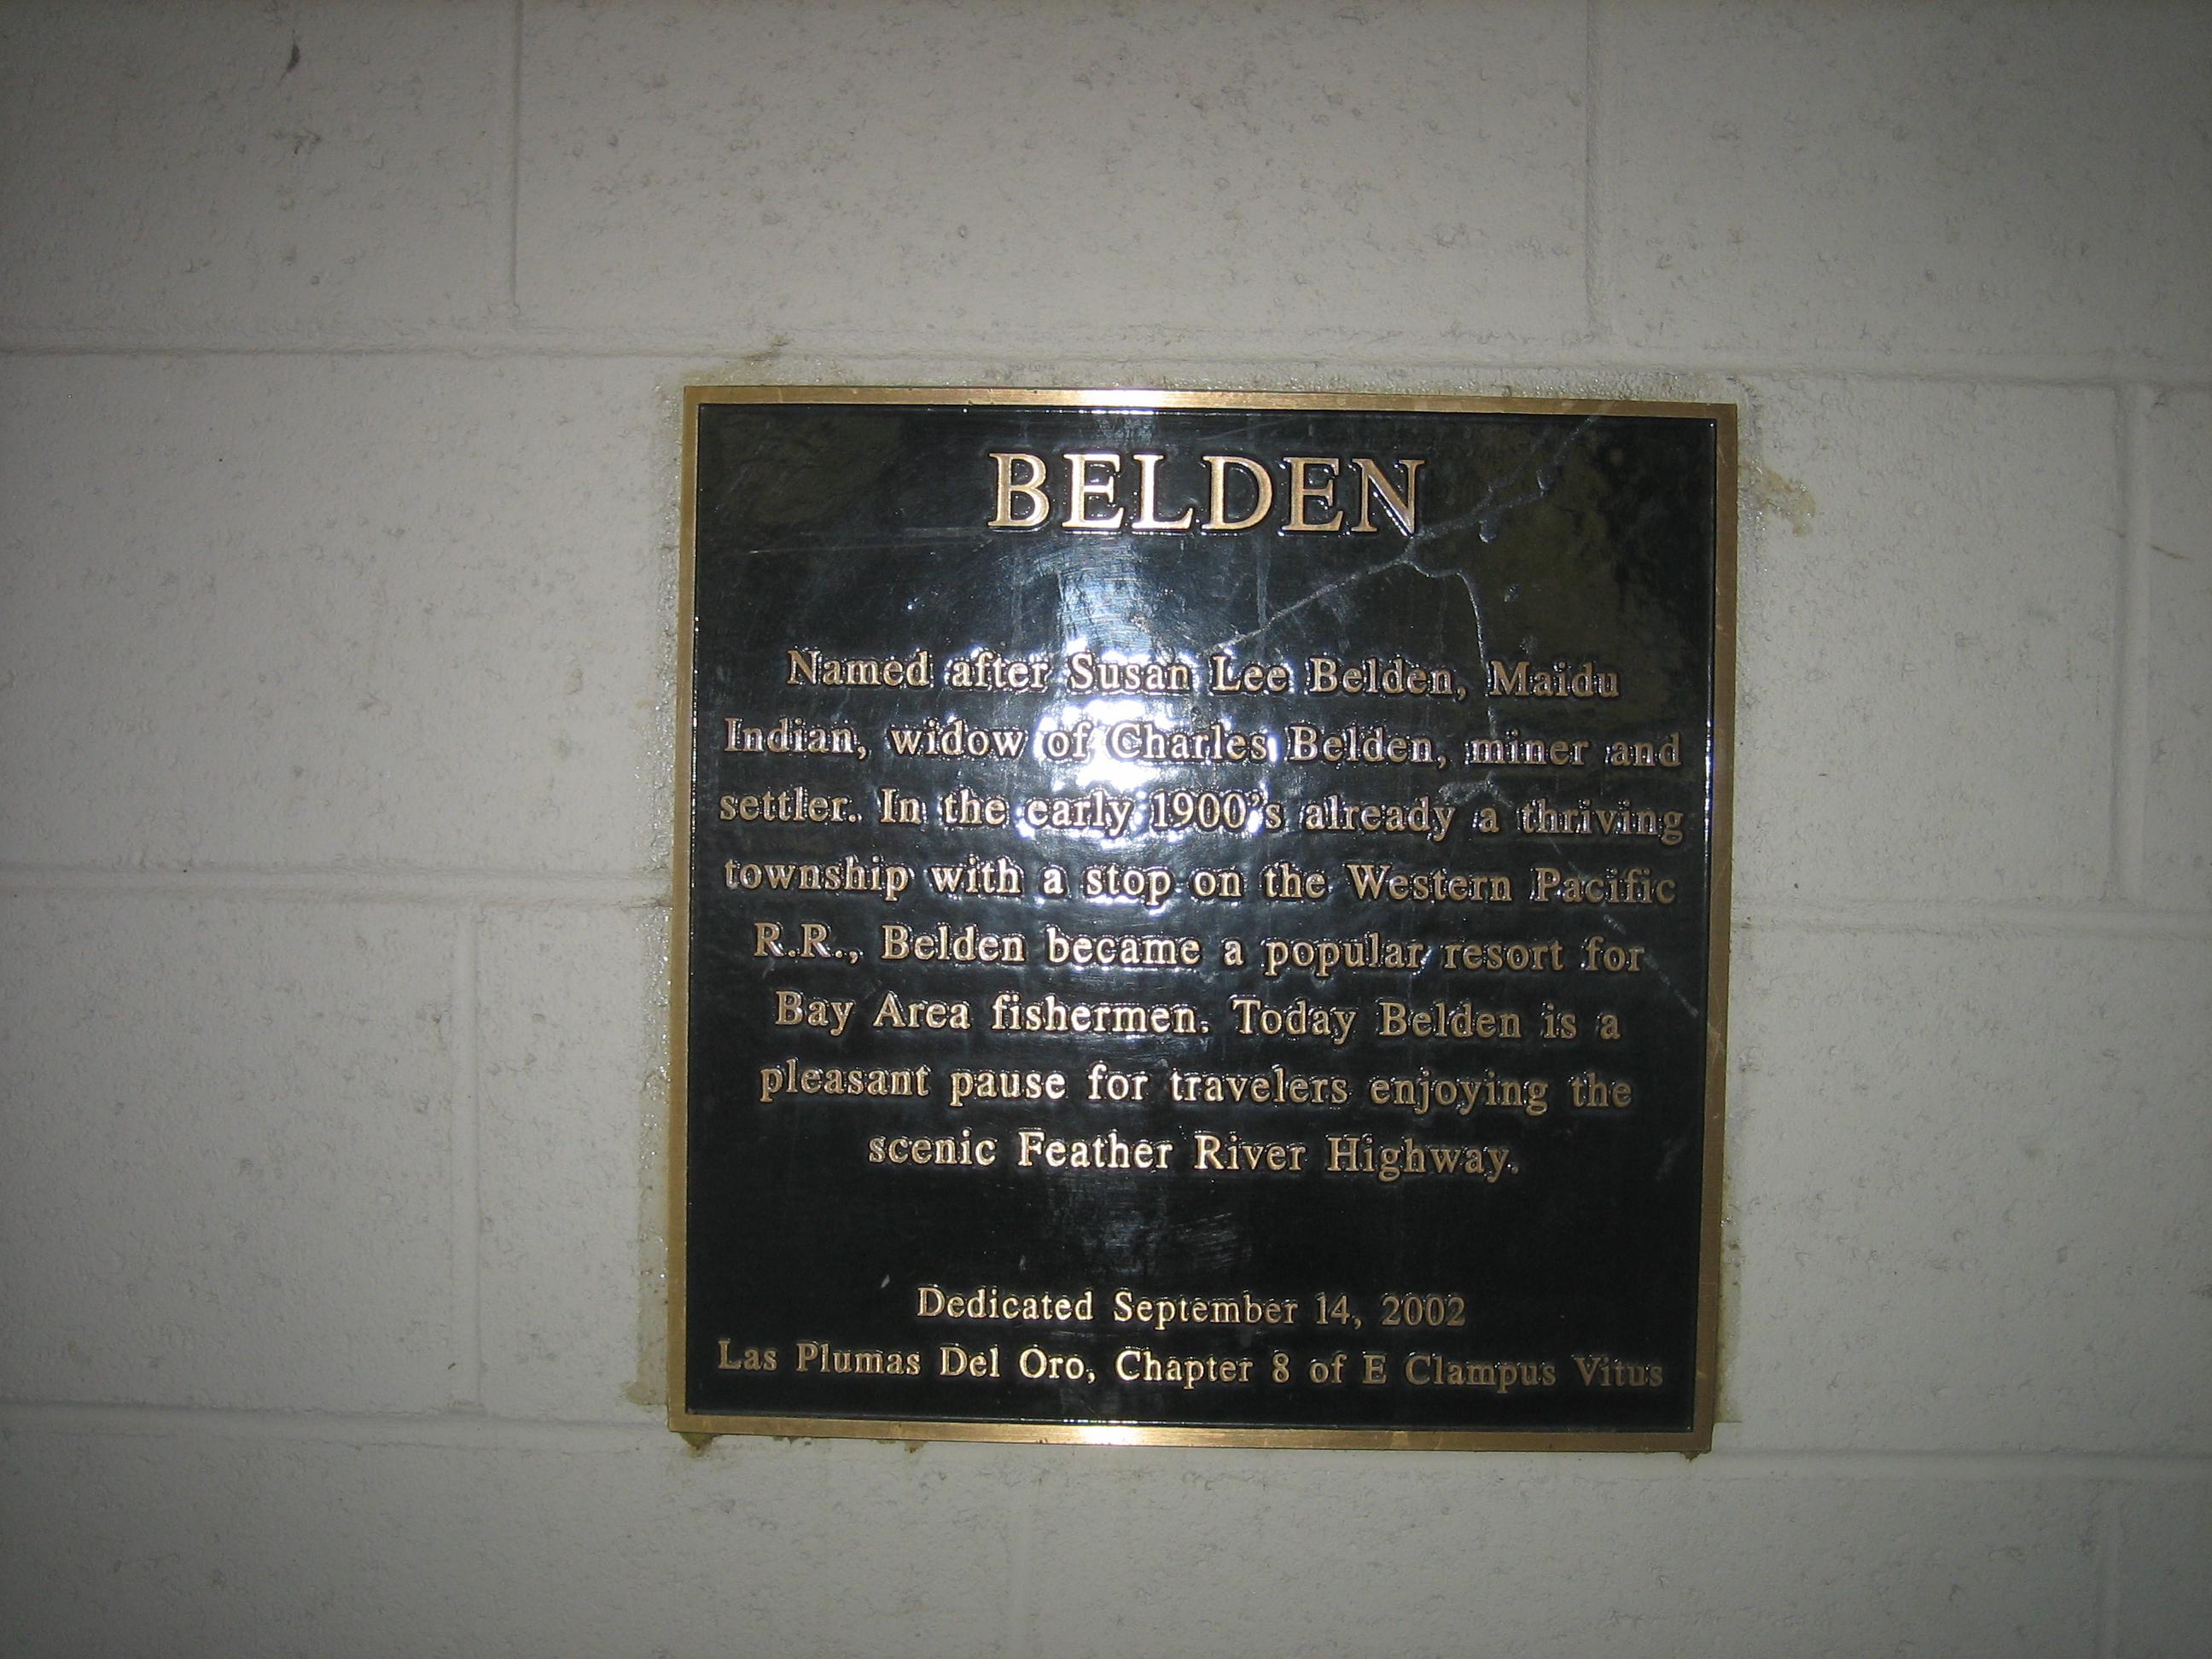 BELDEN
Named after Susan Lee Belden, Maidu
Indian, widow of Charles Belden, miner and
settler. In the early 1900's already a thriving
township with a stop on the Western Pacific
R.R., Belden became a popular resort for
Bay Area fishermen. Today Belden is a
pleasant pause for travelers enjoying the
scenic Feather River Highway.
Dedicated September 14, 2002
Las Plumas Del Oro, Chapter 8 of E Clampus Vitus